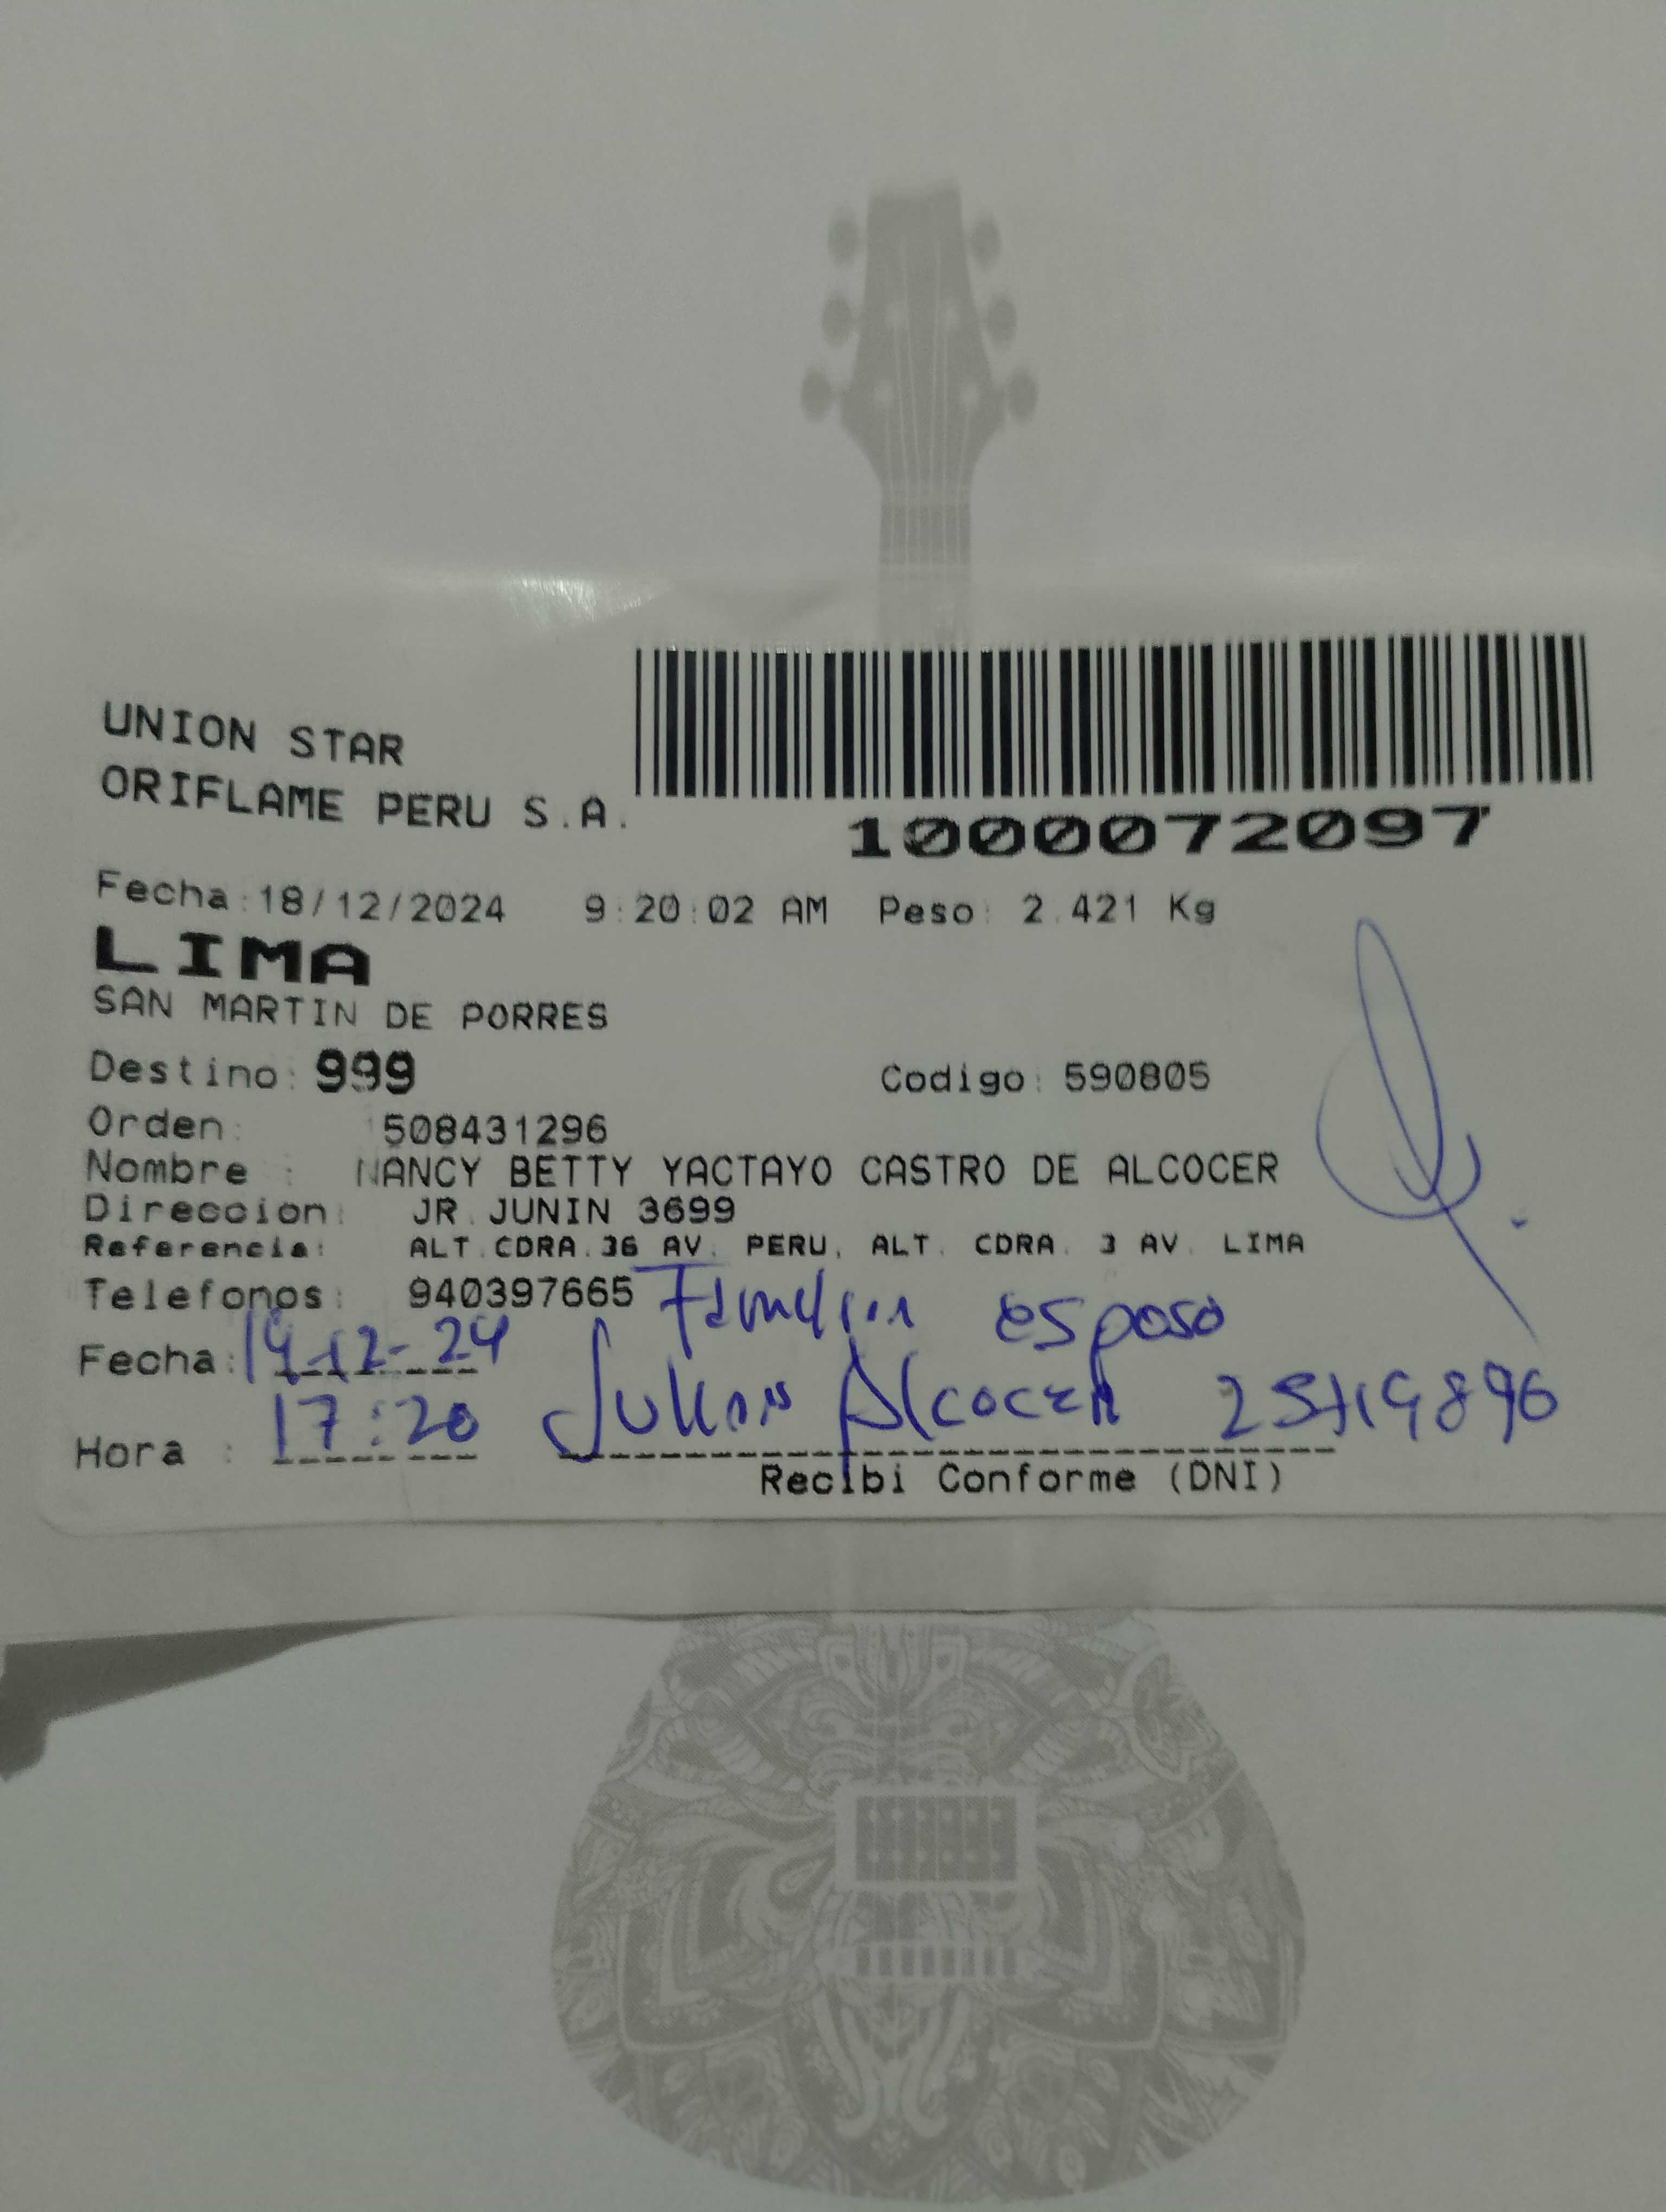 UNION STAR
ORIFLAME PERU S.A.
1000072097
Fecha:18/12/2024 9:20:02 AM Peso: 2.421 Kg
LIMA
SAN MARTIN DE PORRES
Destino: 999 Codigo: 590805
Orden: 508431296
Nombre : NANCY BETTY YACTAYO CASTRO DE ALCOCER
Direccion: JR.JUNIN 3699
Referencia: ALT.CDRA.36 AV. PERU, ALT. CDRA. 3 AV. LIMA
Telefonos: 940397665 esposo
Fecha: 19-12-24
Hora : 17:20 Alcocer
Recibi Conforme (DNI)